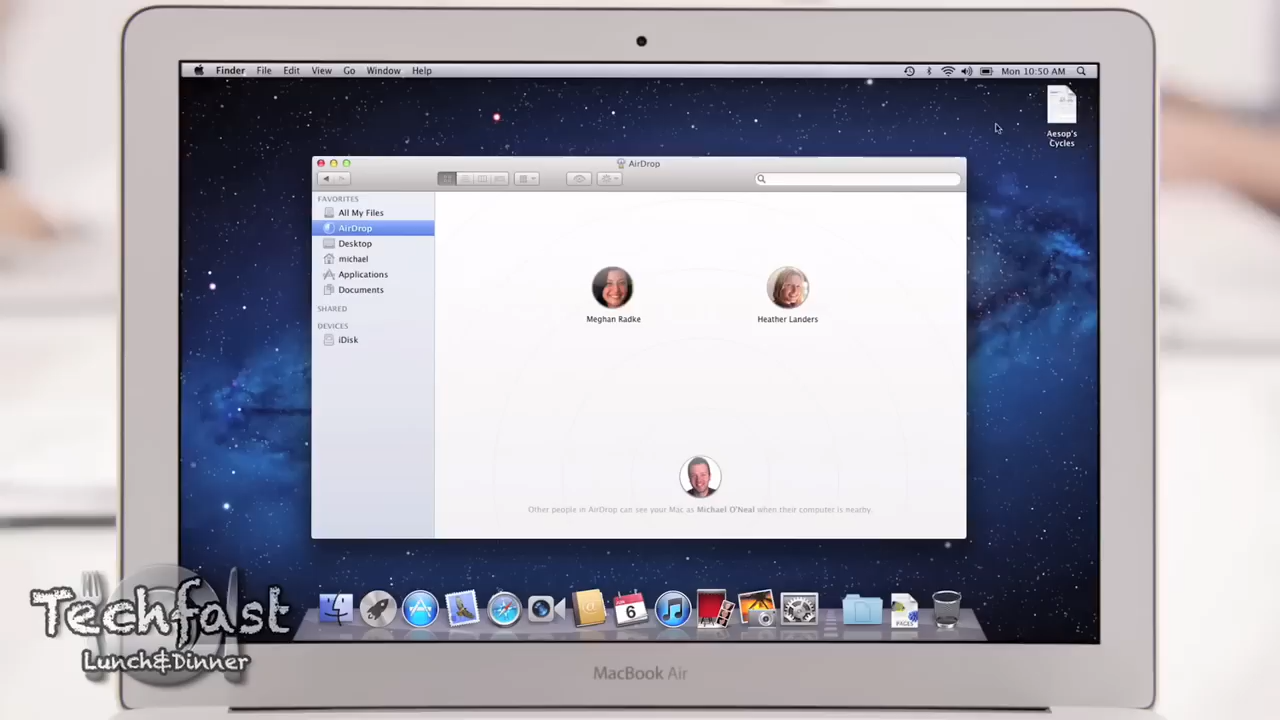 Finder File Edit View Go Window Help
Mon 10:50 AM
Aesop's
Cycles
AirDrop
FAVORITES
All My Files
AirDrop
Desktop
michael
Applications
Documents
SHARED
DEVICES
iDisk
Meghan Radke
Heather Landers
Other people in AirDrop can see your Mac as Michael O'Neal when their computer is nearby.
JUN
6
PAGES
Techfast
Lunch&Dinner
MacBook Air